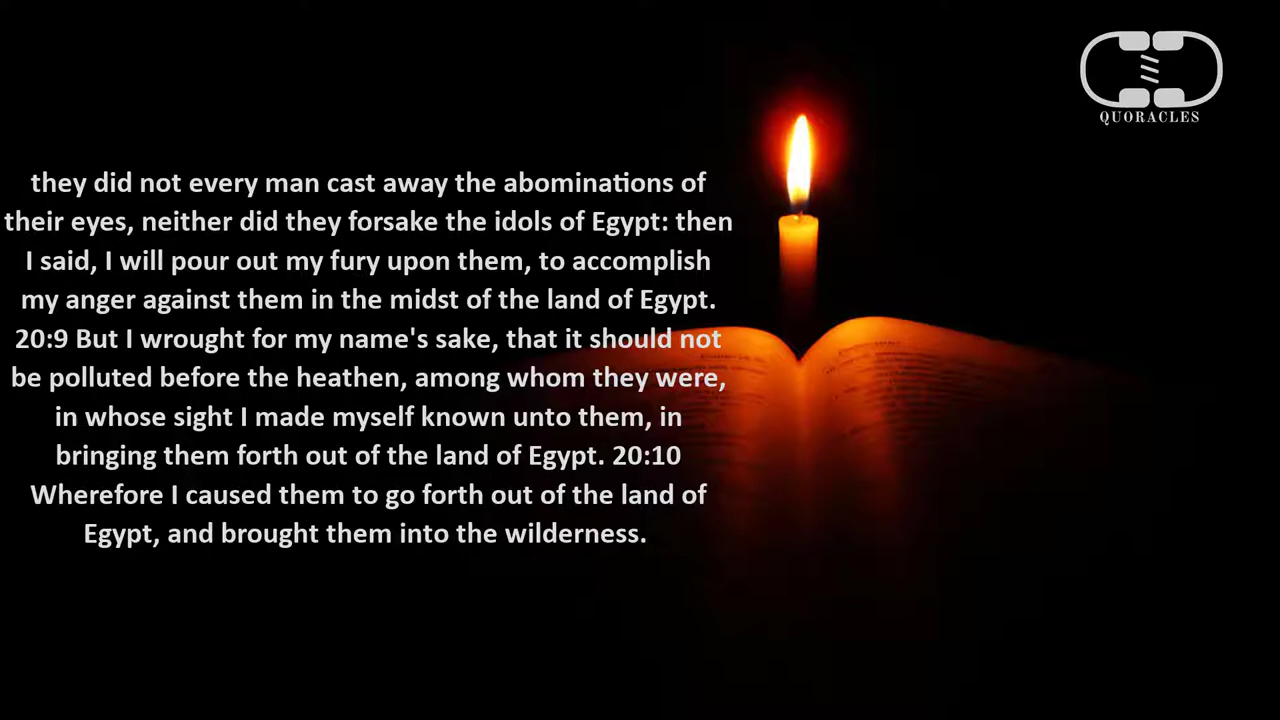 QUORACLES
they did not every man cast away the abominations of
their eyes, neither did they forsake the idols of Egypt: then
I said, I will pour out my fury upon them, to accomplish
my anger against them in the midst of the land of Egypt.
20:9 But I wrought for my name's sake, that it should not
be polluted before the heathen, among whom they were,
in whose sight I made myself known unto them, in
bringing them forth out of the land of Egypt. 20:10
Wherefore I caused them to go forth out of the land of
Egypt, and brought them into the wilderness.